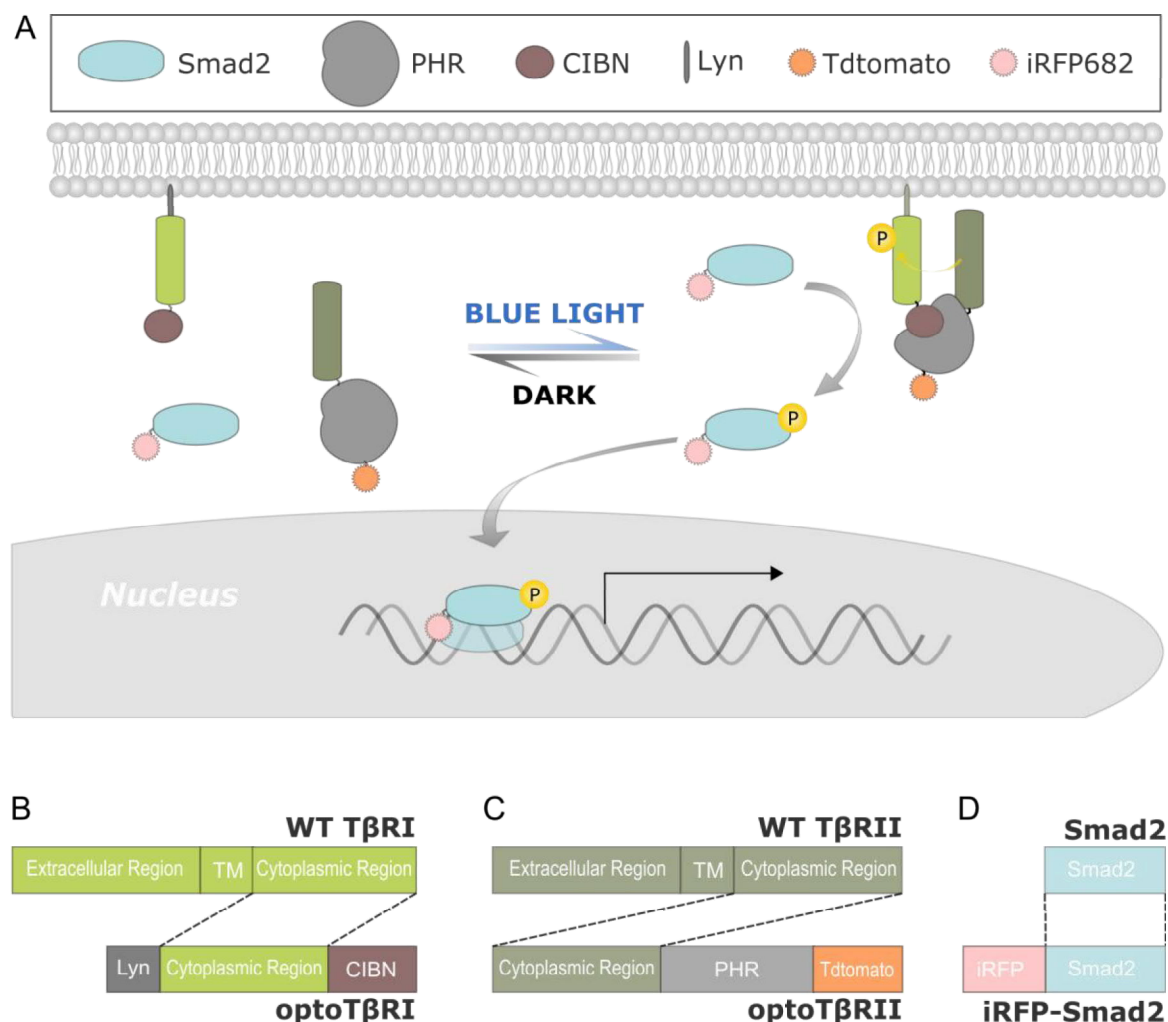 A
Smad2 PHR CIBN Lyn Tdtomato iRFP682
P
BLUE LIGHT
DARK
P
Nucleus
P
B
WT TβRI
Extracellular Region TM Cytoplasmic Region
Lyn Cytoplasmic Region CIBN
optoTβRI
C
WT TβRII
Extracellular Region TM Cytoplasmic Region
Cytoplasmic Region PHR Tdtomato
optoTβRII
D
Smad2
Smad2
iRFP Smad2
iRFP-Smad2